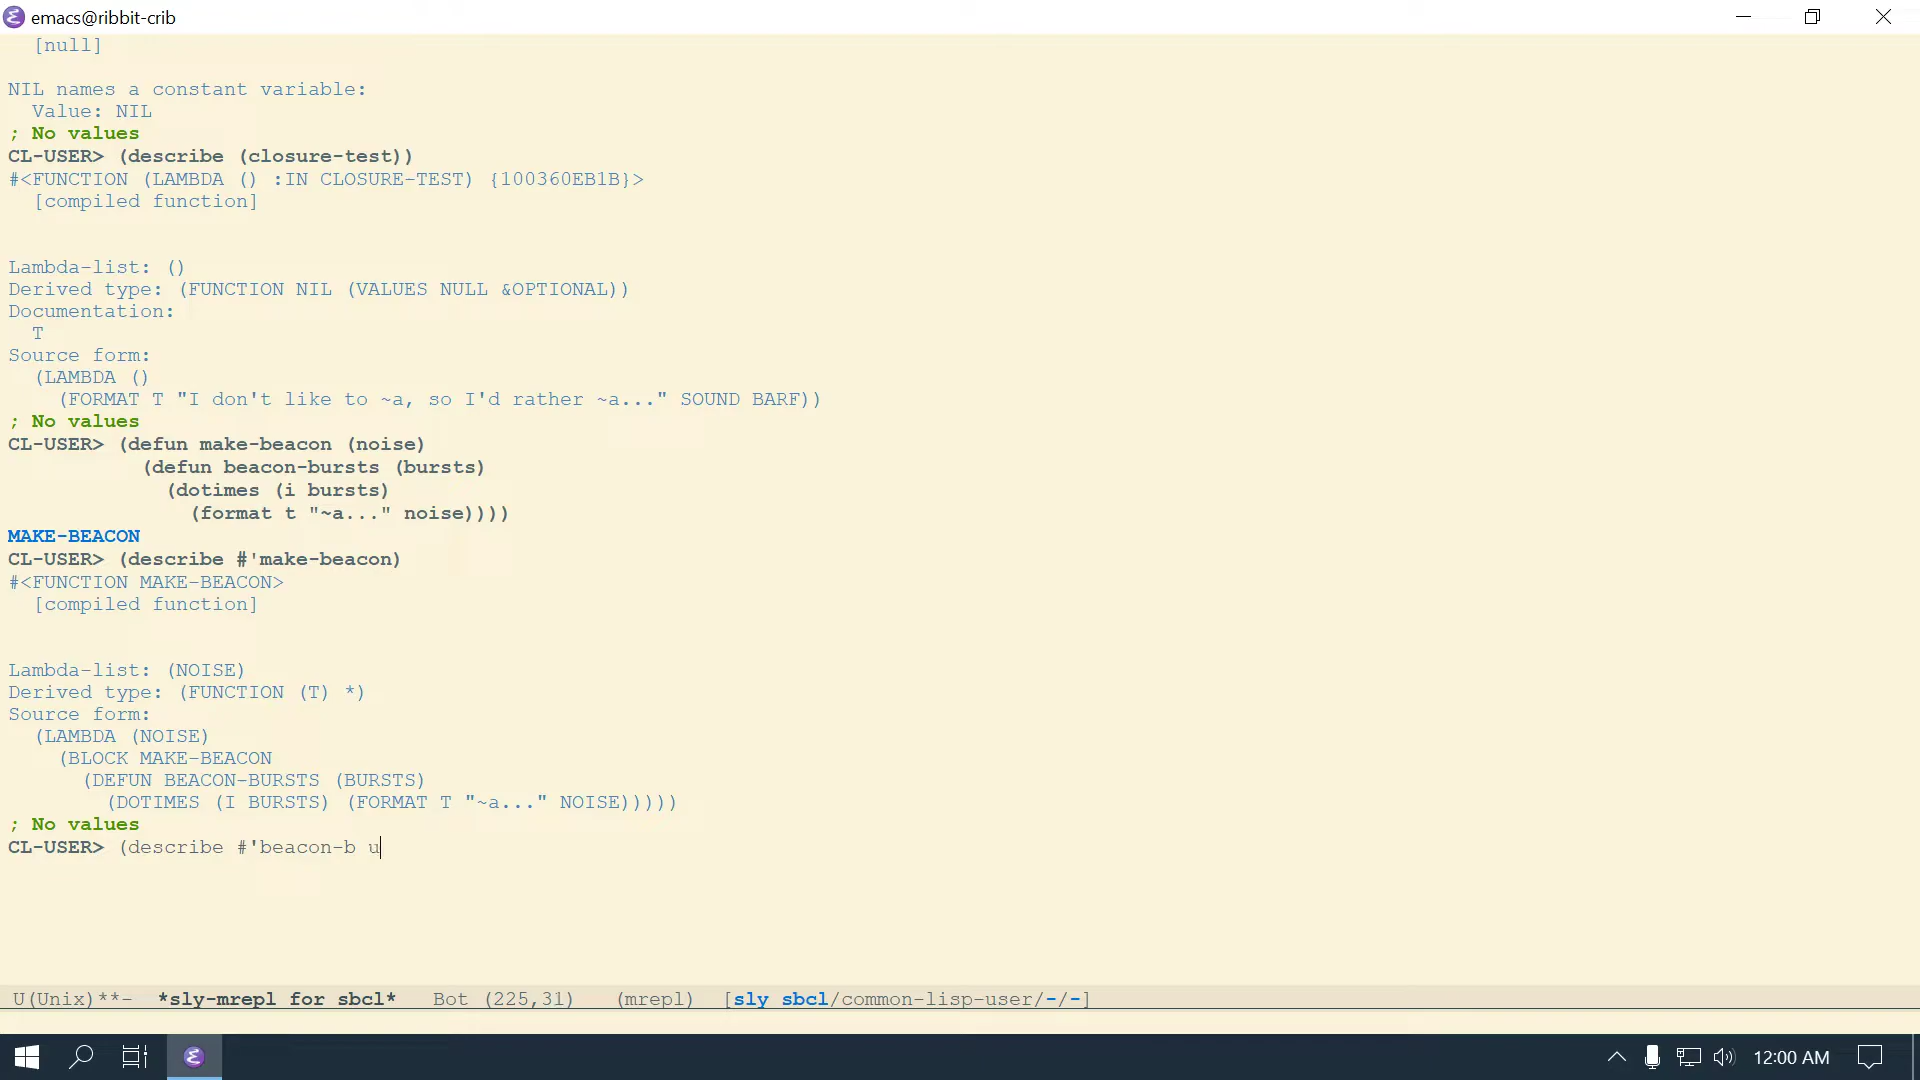 emacs@ribbit-crib
[null]
NIL names a constant variable:
Value: NIL
; No values
CL-USER> (describe (closure-test))
#<FUNCTION (LAMBDA () :IN CLOSURE-TEST) {100360EB1B}>
[compiled function]
Lambda-list: ()
Derived type: (FUNCTION NIL (VALUES NULL &OPTIONAL))
Documentation:
T
Source form:
(LAMBDA ()
(FORMAT T "I don't like to ~a, so I'd rather ~a..." SOUND BARF))
; No values
CL-USER> (defun make-beacon (noise)
(defun beacon-bursts (bursts)
(dotimes (i bursts)
(format t "~a..." noise))))
MAKE-BEACON
CL-USER> (describe #'make-beacon)
#<FUNCTION MAKE-BEACON>
[compiled function]
Lambda-list: (NOISE)
Derived type: (FUNCTION (T) *)
Source form:
(LAMBDA (NOISE)
(BLOCK MAKE-BEACON
(DEFUN BEACON-BURSTS (BURSTS)
(DOTIMES (I BURSTS) (FORMAT T "~a..." NOISE)))))
; No values
CL-USER> (describe #'beacon-b u
U(Unix)**-  *sly-mrepl for sbcl*   Bot (225,31)   (mrepl)  [sly sbcl/common-lisp-user/-/-]
12:00 AM